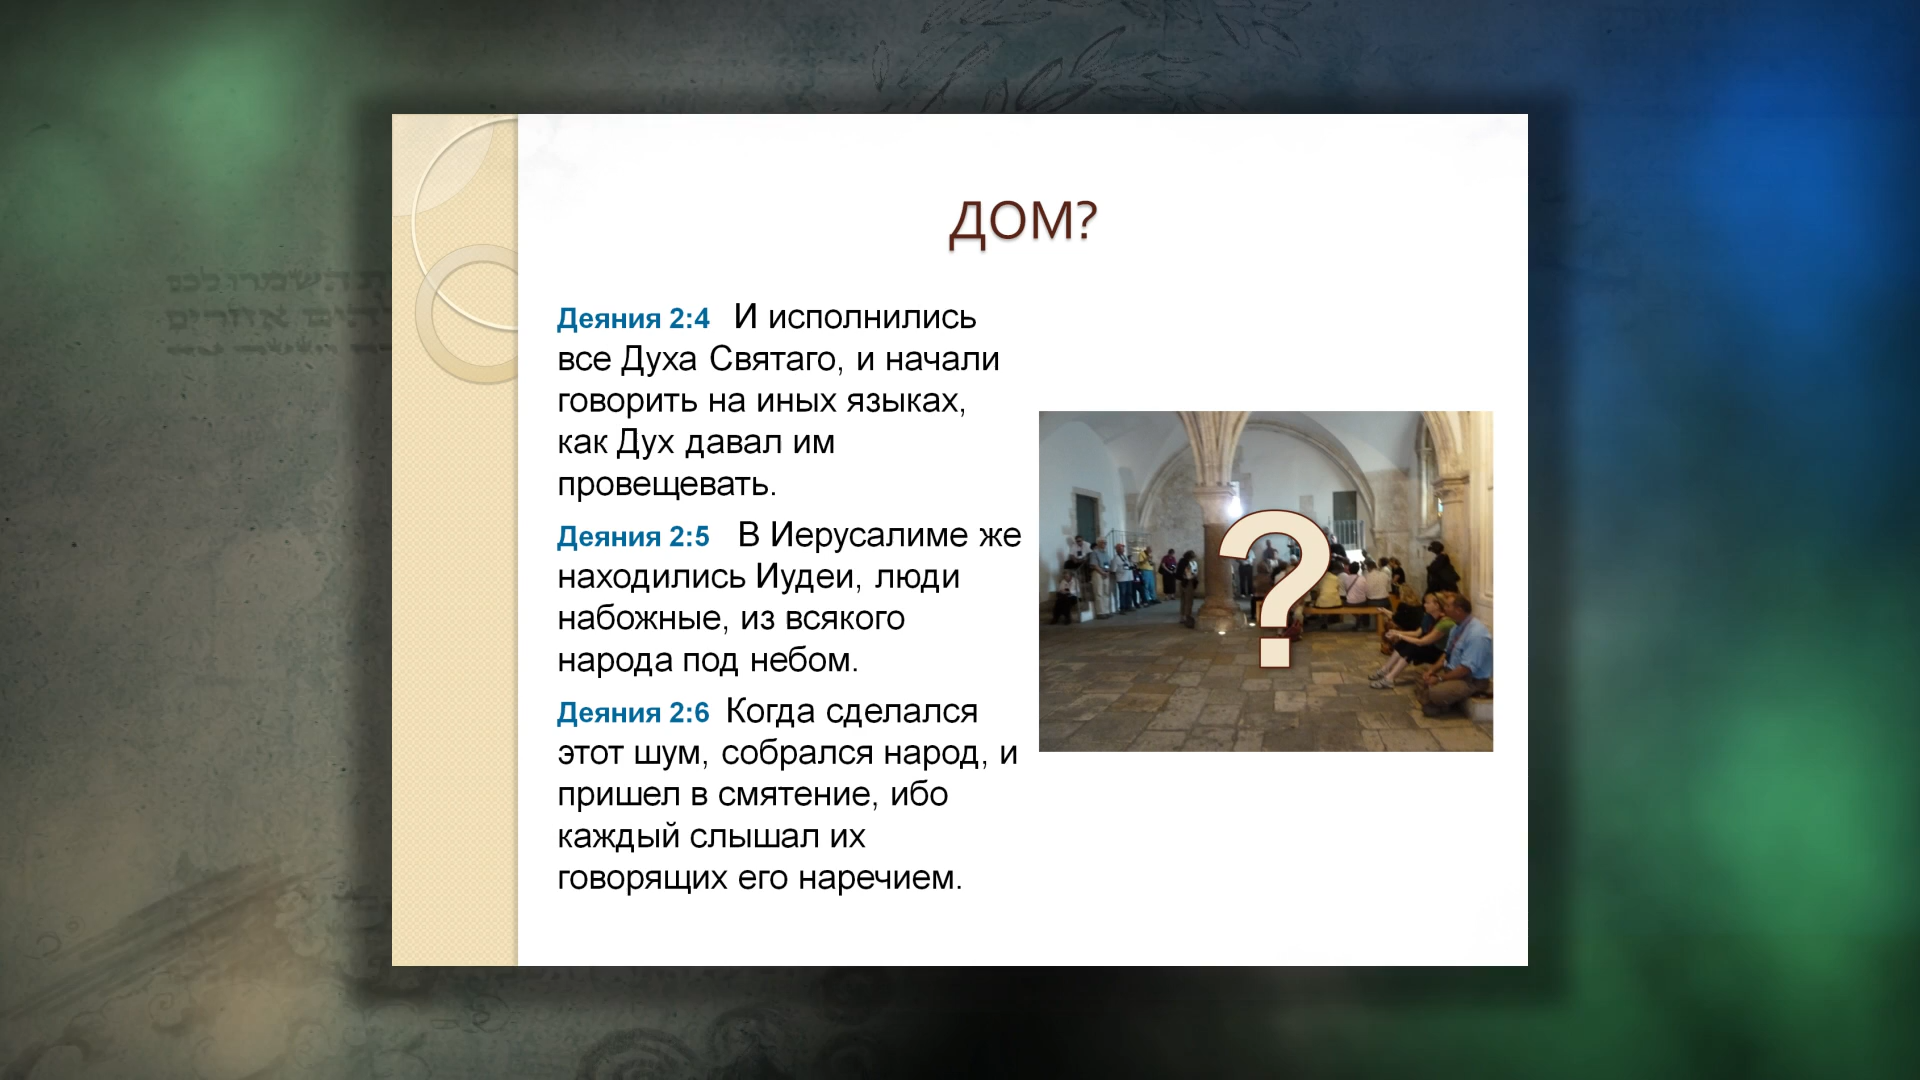 ДОМ?
Деяния 2:4 И исполнились
все Духа Святаго, и начали
говорить на иных языках,
как Дух давал им
провещевать.
Деяния 2:5 В Иерусалиме же
находились Иудеи, люди
набожные, из всякого
народа под небом.
Деяния 2:6 Когда сделался
этот шум, собрался народ, и
пришел в смятение, ибо
каждый слышал их
говорящих его наречием.
?